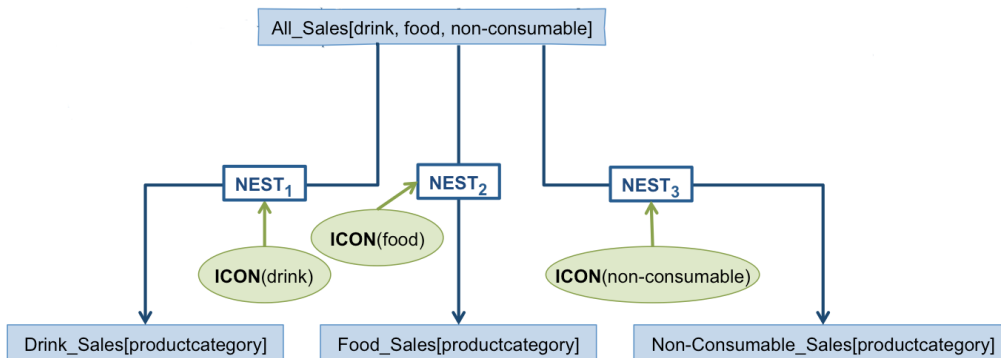 All_Sales[drink, food, non-consumable]
NEST1
NEST2
NEST3
ICON(food)
ICON(drink)
ICON(non-consumable)
Drink_Sales[productcategory]
Food_Sales[productcategory]
Non-Consumable_Sales[productcategory]